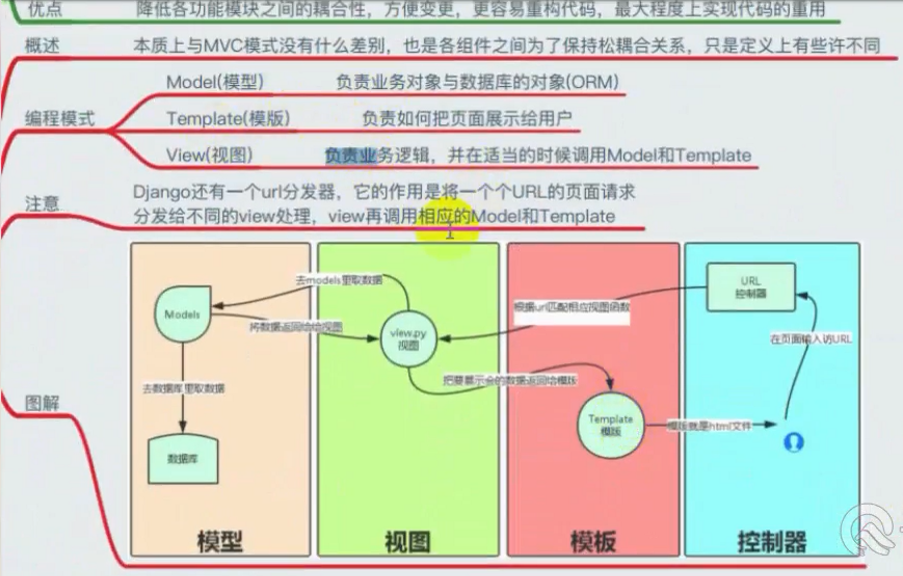 优点
降低各功能模块之间的耦合性，方便变更，更容易重构代码，最大程度上实现代码的重用
概述
本质上与MVC模式没有什么差别，也是各组件之间为了保持松耦合关系，只是定义上有些许不同
Model(模型)
负责业务对象与数据库的对象(ORM)
编程模式
Template(模版)
负责如何把页面展示给用户
View(视图)
负责业务逻辑，并在适当的时候调用Model和Template
注意
Django还有一个url分发器，它的作用是将一个个URL的页面请求
分发给不同的view处理，view再调用相应的Model和Template
图解
去models里取数据
Models
将数据返回给给视图
view.py
视图
根据url匹配相应视图函数
URL
控制器
在页面输入访URL
去数据库里取数据
把要展示会的数据返回给模版
Template
模版
模版就是html文件
数据库
模型
视图
模板
控制器